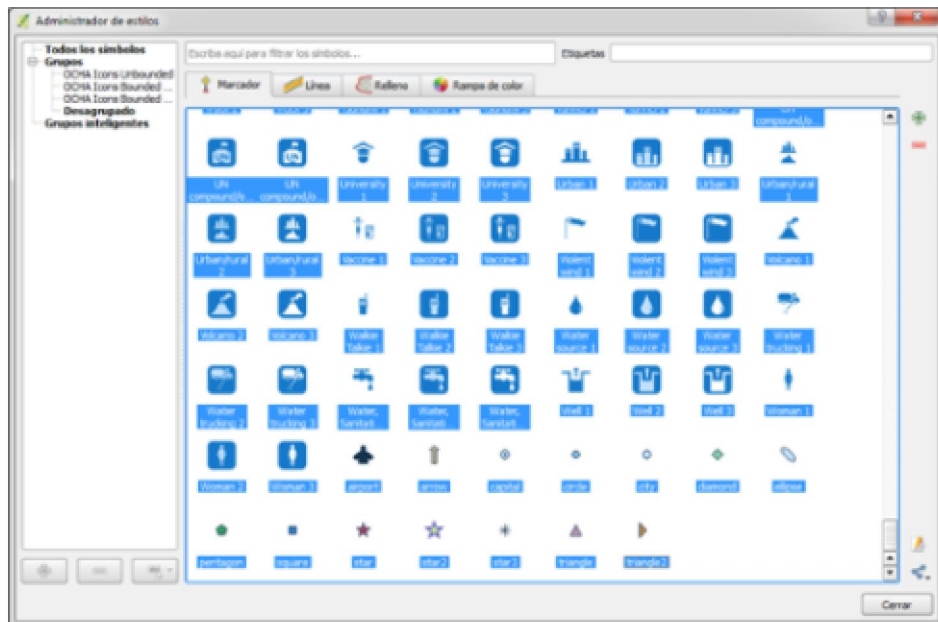 Administrador de estilos
Todos los símbolos
Grupos
OCHA Icons Unbounded
OCHA Icons Bounded ...
OCHA Icons Bounded ...
Desagrupado
Grupos inteligentes
Escriba aquí para filtrar los símbolos...
Etiquetas
Marcador
Línea
Relleno
Rampa de color
compound/o...
UN compound/o...
UN compound/o...
University 1
University 2
University 3
Urban 1
Urban 2
Urban 3
Urban/rural 1
Urban/rural 2
Urban/rural 3
Vaccine 1
Vaccine 2
Vaccine 3
Violent wind 1
Violent wind 2
Violent wind 3
Volcano 1
Volcano 2
Volcano 3
Walkie Talkie 1
Walkie Talkie 2
Walkie Talkie 3
Water source 1
Water source 2
Water source 3
Water trucking 1
Water trucking 2
Water trucking 3
Water, Sanitati...
Water, Sanitati...
Water, Sanitati...
Well 1
Well 2
Well 3
Woman 1
Woman 2
Woman 3
airport
arrow
capital
circle
city
diamond
ellipse
pentagon
square
star
star2
star3
triangle
triangle2
Cerrar